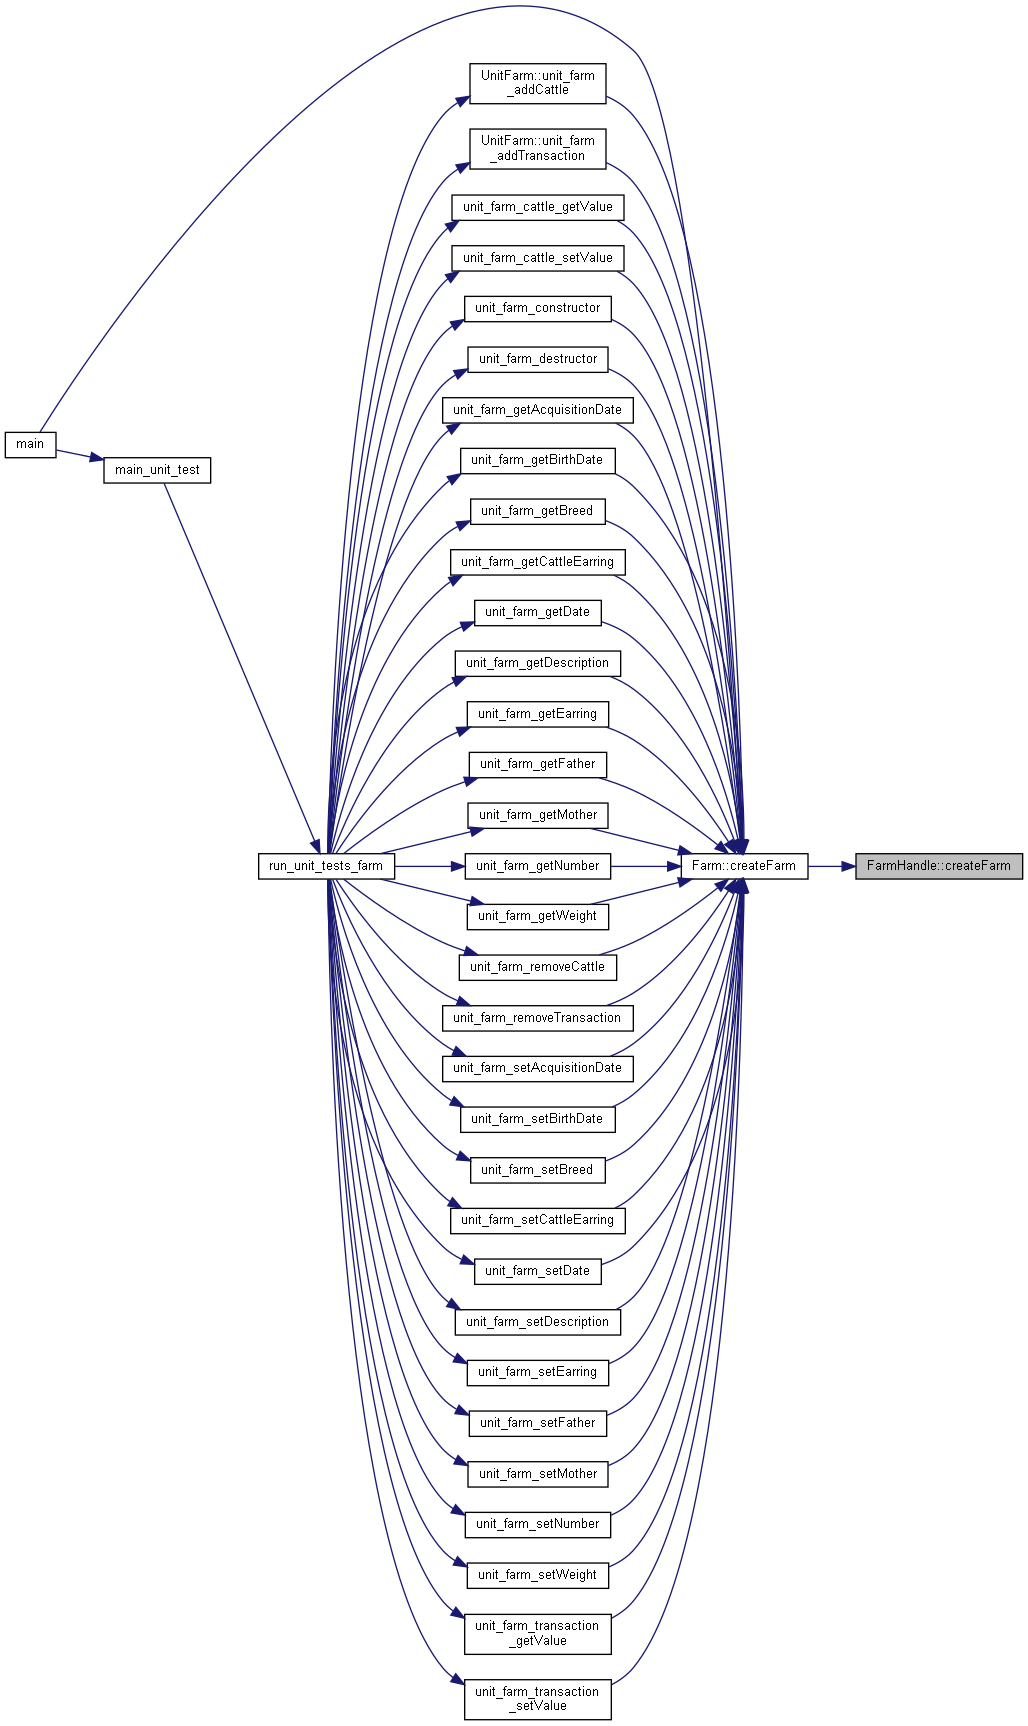 UnitFarm::unit_farm
_addCattle
UnitFarm::unit_farm
_addTransaction
unit_farm_cattle_getValue
unit_farm_cattle_setValue
unit_farm_constructor
unit_farm_destructor
unit_farm_getAcquisitionDate
main
unit_farm_getBirthDate
main_unit_test
unit_farm_getBreed
unit_farm_getCattleEarring
unit_farm_getDate
unit_farm_getDescription
unit_farm_getEarring
unit_farm_getFather
unit_farm_getMother
run_unit_tests_farm
unit_farm_getNumber
Farm::createFarm
FarmHandle::createFarm
unit_farm_getWeight
unit_farm_removeCattle
unit_farm_removeTransaction
unit_farm_setAcquisitionDate
unit_farm_setBirthDate
unit_farm_setBreed
unit_farm_setCattleEarring
unit_farm_setDate
unit_farm_setDescription
unit_farm_setEarring
unit_farm_setFather
unit_farm_setMother
unit_farm_setNumber
unit_farm_setWeight
unit_farm_transaction
_getValue
unit_farm_transaction
_setValue